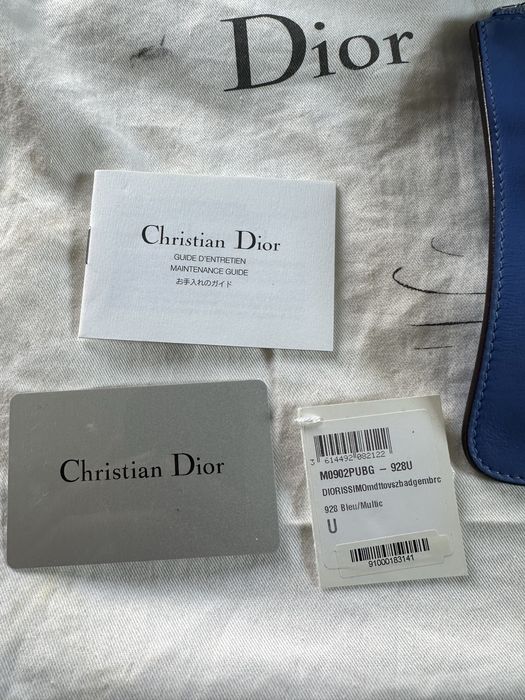 Dior
Christian Dior
GUIDE D'ENTRETIEN
MAINTENANCE GUIDE
お手入れのガイド
Christian Dior
3 614492 082122
M0902PUBG - 928U
DIORISSIMOmdttovszbadgembrc
928 Bleu/Multic
U
91000183141